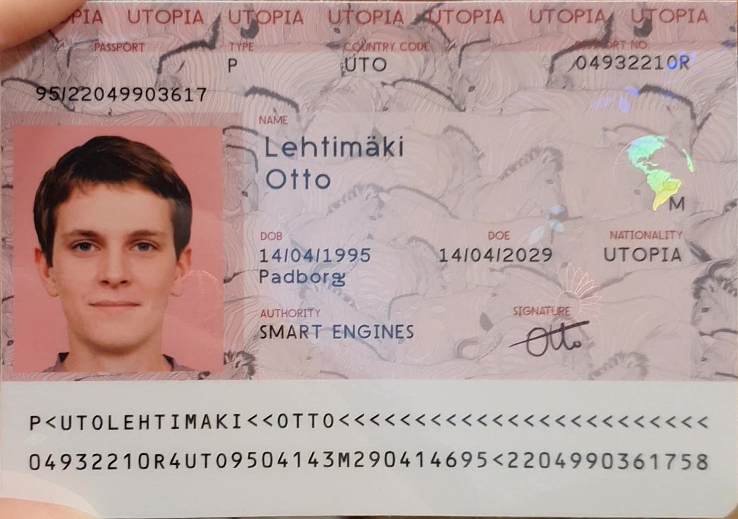 UTOPIA UTOPIA UTOPIA UTOPIA UTOPIA UTOPIA
PASSPORT TYPE COUNTRY CODE PASSPORT NO
P UTO 04932210R
95/22049903617
NAME
Lehtimäki
Otto
M
DOB DOE NATIONALITY
14/04/1995 14/04/2029 UTOPIA
Padborg
AUTHORITY SIGNATURE
SMART ENGINES Otto
P<UTOLEHTIMAKI<<OTTO<<<<<<<<<<<<<<<<<<<<<<<<
04932210R4UTO9504143M290414695<2204990361758